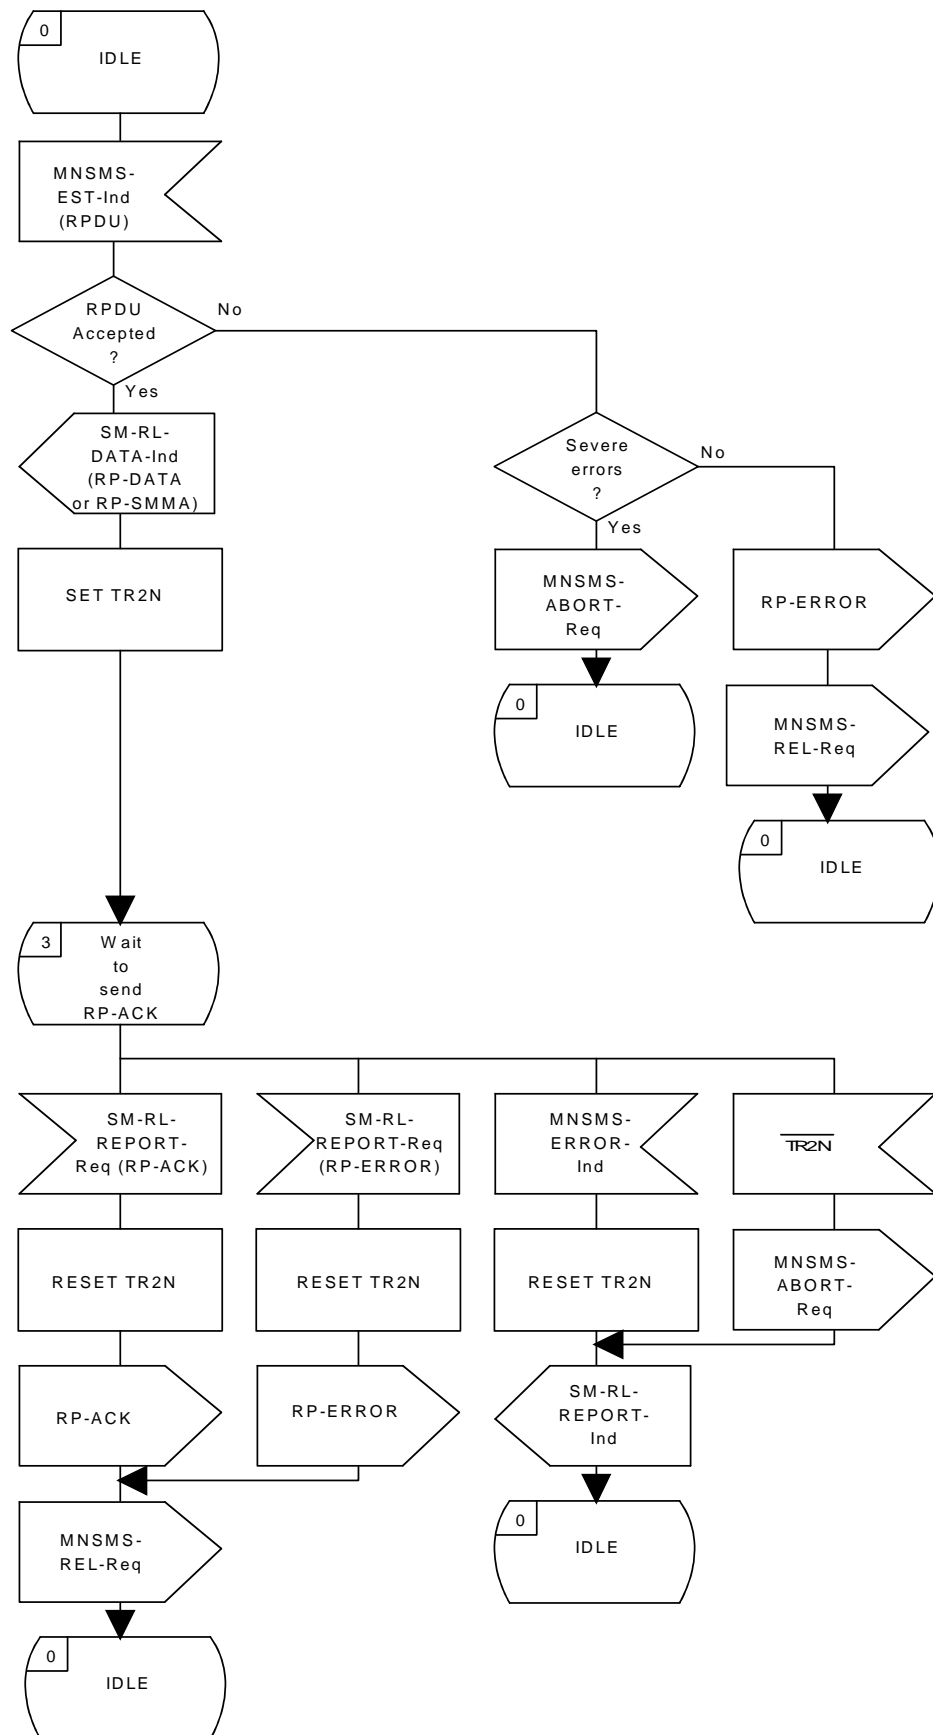 0
IDLE
MNSMS-
EST-Ind
(RPDU)
RPDU
Accepted
?
No
Yes
SM-RL-
DATA-Ind
(RP-DATA
or RP-SMMA)
SET TR2N
Severe
errors
?
No
Yes
MNSMS-
ABORT-
Req
0
IDLE
RP-ERROR
MNSMS-
REL-Req
0
IDLE
3
Wait
to
send
RP-ACK
SM-RL-
REPORT-
Req (RP-ACK)
SM-RL-
REPORT-Req
(RP-ERROR)
MNSMS-
ERROR-
Ind
TR2N
RESET TR2N
RESET TR2N
RESET TR2N
MNSMS-
ABORT-
Req
RP-ACK
RP-ERROR
SM-RL-
REPORT-
Ind
MNSMS-
REL-Req
0
IDLE
0
IDLE